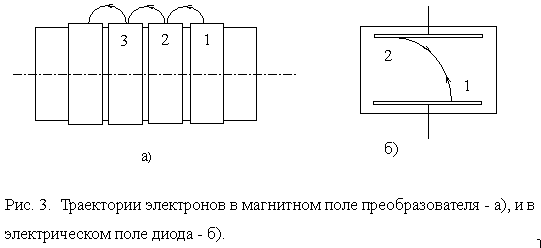 3 2 1
2
1
а)
б)
Рис. 3. Траектории электронов в магнитном поле преобразователя - а), и в
электрическом поле диода - б).